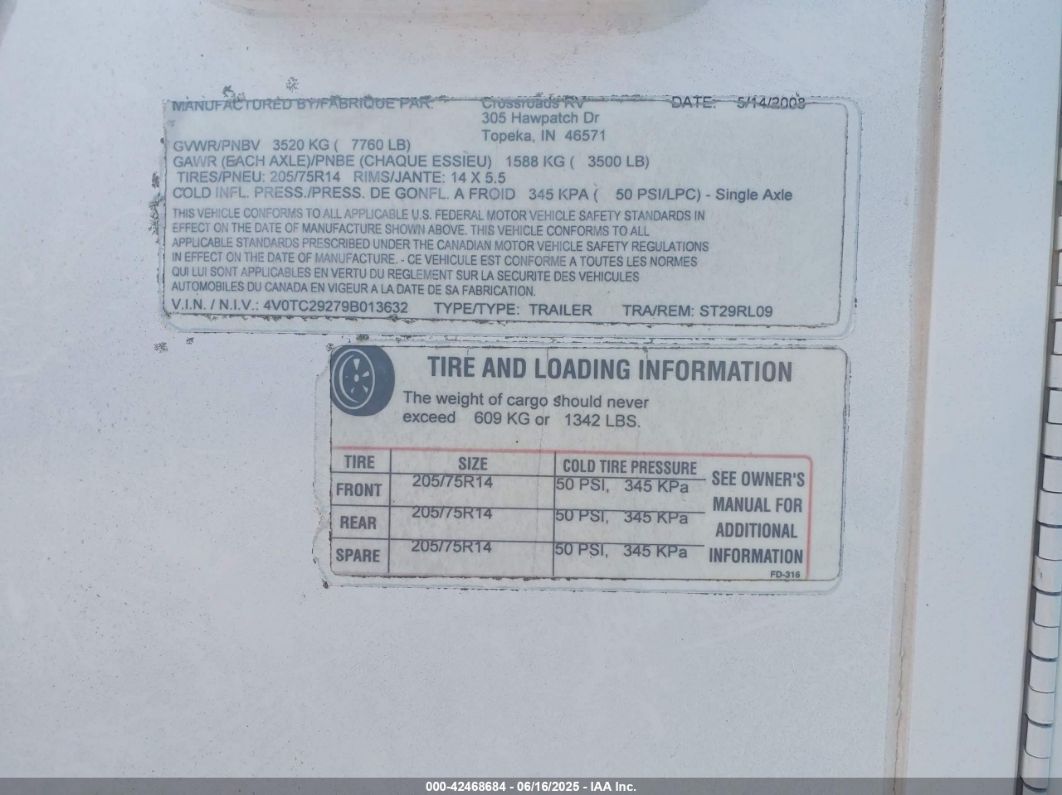 MANUFACTURED BY/FABRIQUE PAR: Crossroads RV DATE: 5/14/2008
305 Hawpatch Dr
Topeka, IN 46571
GVWR/PNBV 3520 KG ( 7760 LB)
GAWR (EACH AXLE)/PNBE (CHAQUE ESSIEU) 1588 KG ( 3500 LB)
TIRES/PNEU: 205/75R14 RIMS/JANTE: 14 X 5.5
COLD INFL. PRESS./PRESS. DE GONFL. A FROID 345 KPA ( 50 PSI/LPC) - Single Axle
THIS VEHICLE CONFORMS TO ALL APPLICABLE U.S. FEDERAL MOTOR VEHICLE SAFETY STANDARDS IN
EFFECT ON THE DATE OF MANUFACTURE SHOWN ABOVE. THIS VEHICLE CONFORMS TO ALL
APPLICABLE STANDARDS PRESCRIBED UNDER THE CANADIAN MOTOR VEHICLE SAFETY REGULATIONS
IN EFFECT ON THE DATE OF MANUFACTURE. - CE VEHICULE EST CONFORME A TOUTES LES NORMES
QUI LUI SONT APPLICABLES EN VERTU DU REGLEMENT SUR LA SECURITE DES VEHICULES
AUTOMOBILES DU CANADA EN VIGEUR A LA DATE DE SA FABRICATION.
V.I.N. / N.I.V.: 4V0TC29279B013632 TYPE/TYPE: TRAILER TRA/REM: ST29RL09
TIRE AND LOADING INFORMATION
The weight of cargo should never
exceed 609 KG or 1342 LBS.
TIRE SIZE COLD TIRE PRESSURE
FRONT 205/75R14 50 PSI, 345 KPa
REAR 205/75R14 50 PSI, 345 KPa
SPARE 205/75R14 50 PSI, 345 KPa
SEE OWNER'S
MANUAL FOR
ADDITIONAL
INFORMATION
FD-316
000-42468684 - 06/16/2025 - IAA Inc.